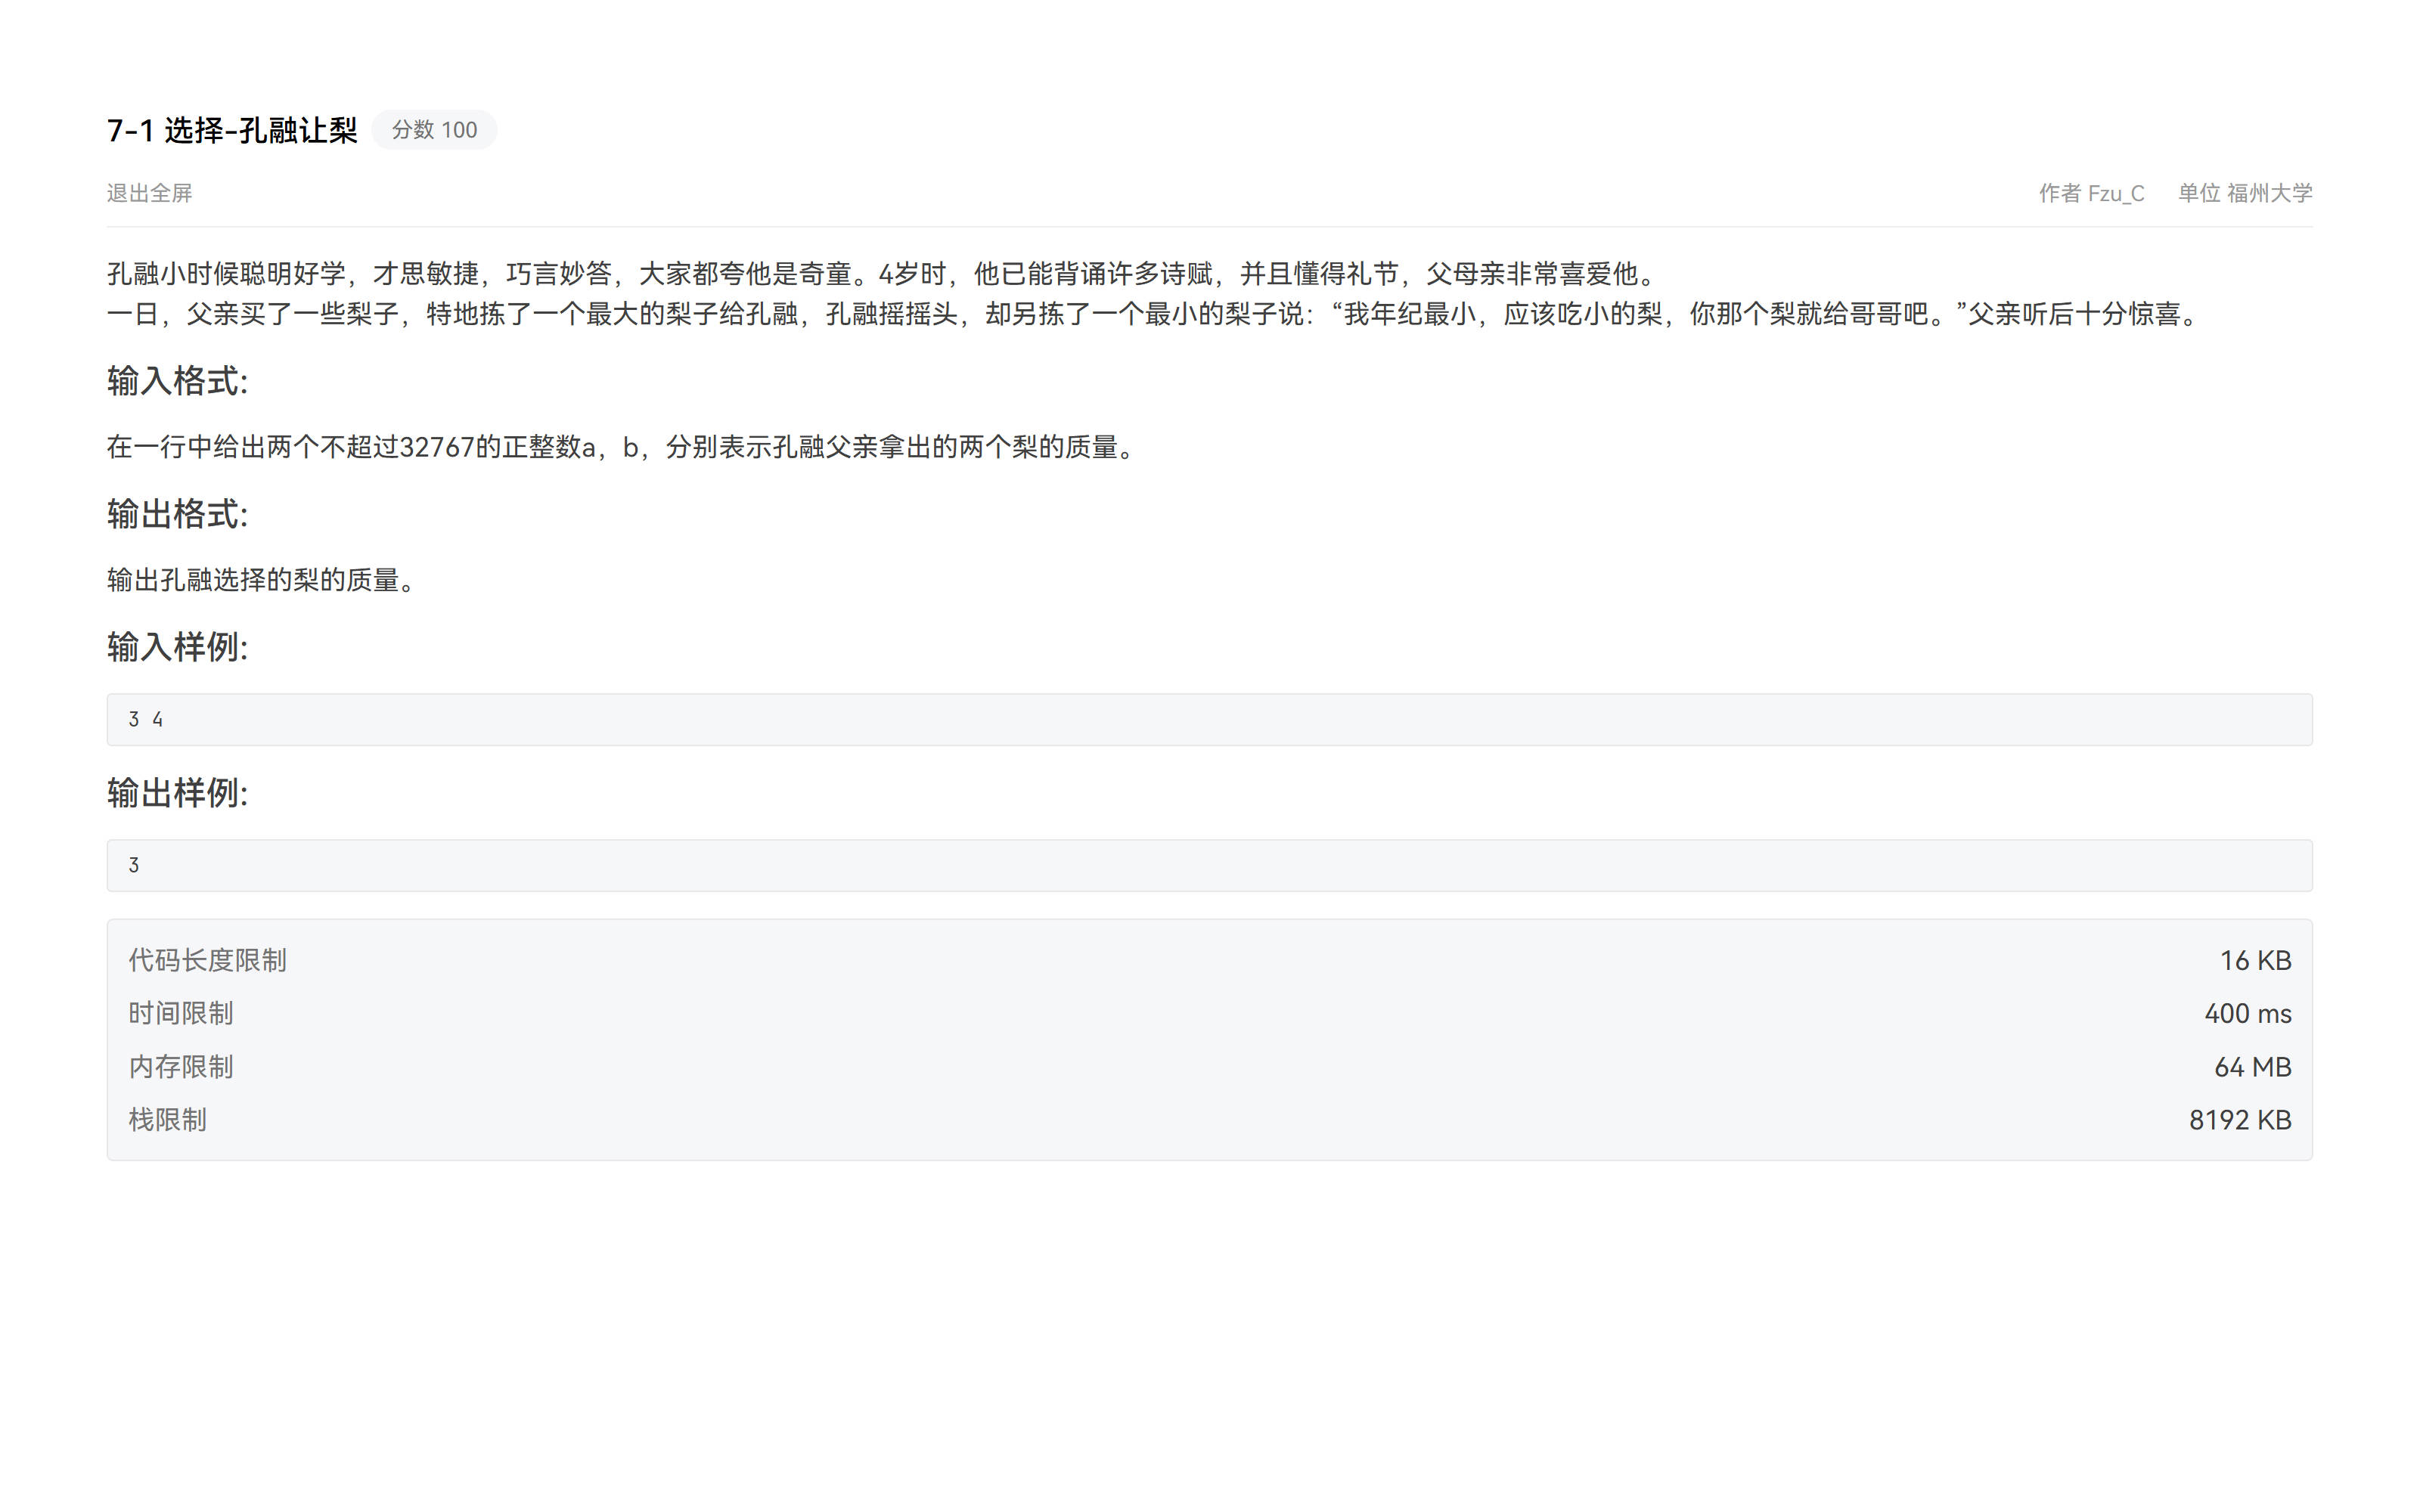 7-1 选择-孔融让梨 分数 100
退出全屏 作者 Fzu_C 单位 福州大学
孔融小时候聪明好学，才思敏捷，巧言妙答，大家都夸他是奇童。4岁时，他已能背诵许多诗赋，并且懂得礼节，父母亲非常喜爱他。
一日，父亲买了一些梨子，特地拣了一个最大的梨子给孔融，孔融摇摇头，却另拣了一个最小的梨子说：“我年纪最小，应该吃小的梨，你那个梨就给哥哥吧。”父亲听后十分惊喜。
输入格式:
在一行中给出两个不超过32767的正整数a，b，分别表示孔融父亲拿出的两个梨的质量。
输出格式:
输出孔融选择的梨的质量。
输入样例:
3 4
输出样例:
3
代码长度限制 16 KB
时间限制 400 ms
内存限制 64 MB
栈限制 8192 KB